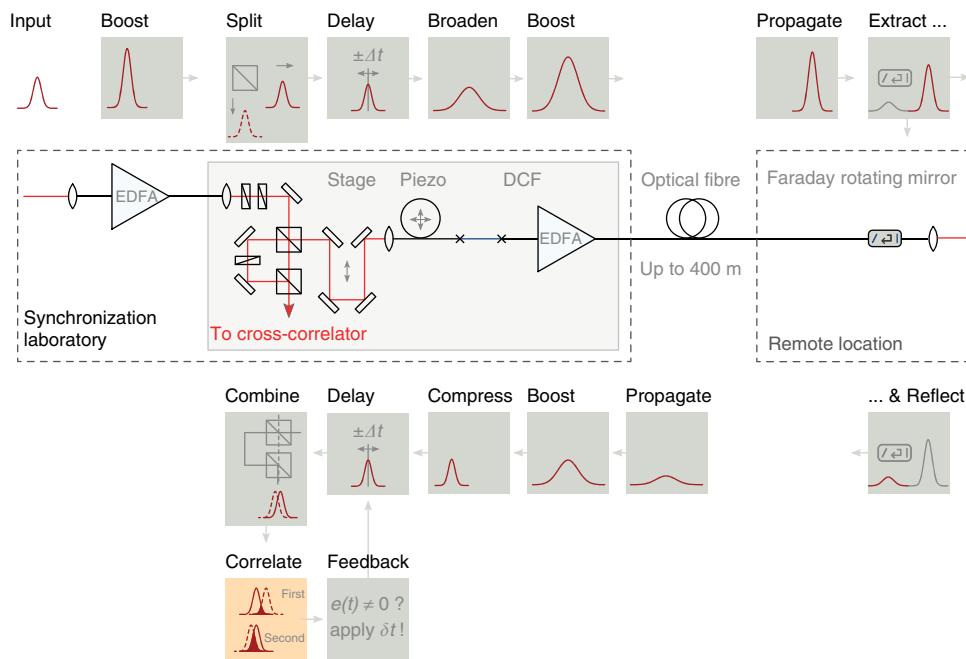 Input
Boost
Split
Delay
Broaden
Boost
Propagate
Extract ...
±Δt
EDFA
Stage
Piezo
DCF
EDFA
Optical fibre
Up to 400 m
Faraday rotating mirror
Synchronization
laboratory
To cross-correlator
Remote location
Combine
Delay
Compress
Boost
Propagate
... & Reflect
±Δt
Correlate
Feedback
First
Second
e(t) ≠ 0 ?
apply δt !